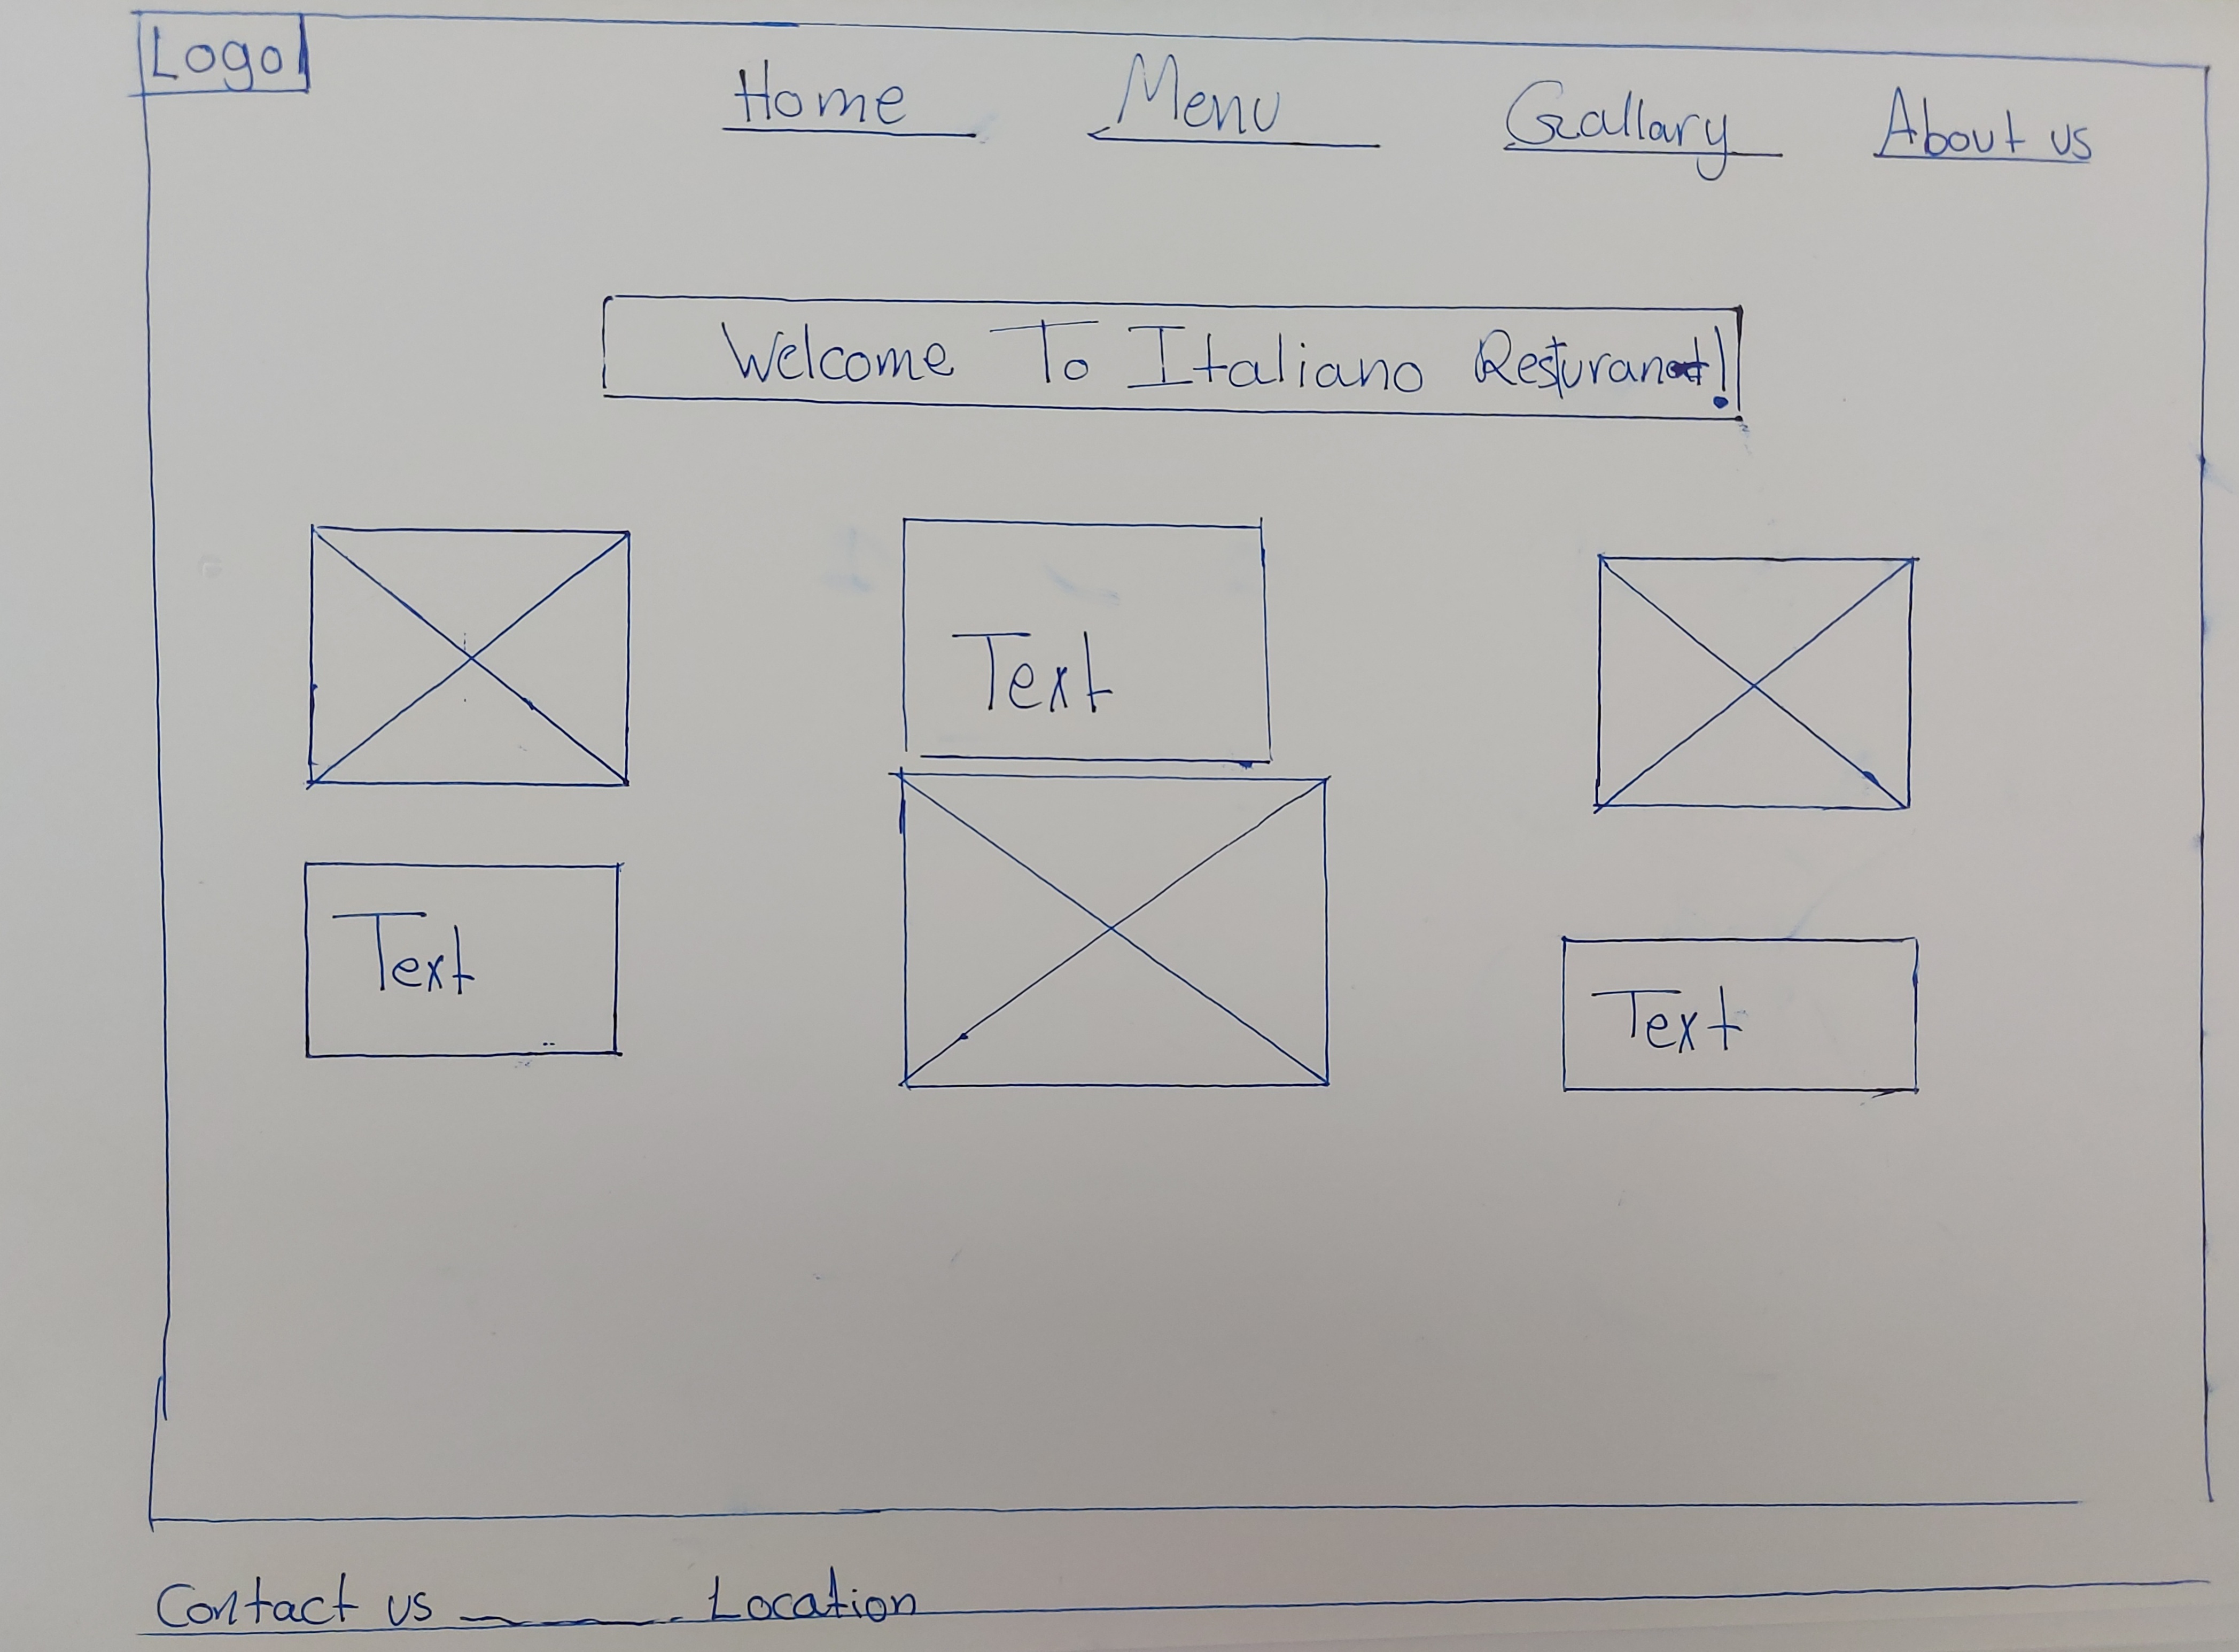 Logo
Home Menu Gallary About us
Welcome To Italiano Resturant!
Text
Text
Text
Contact us Location